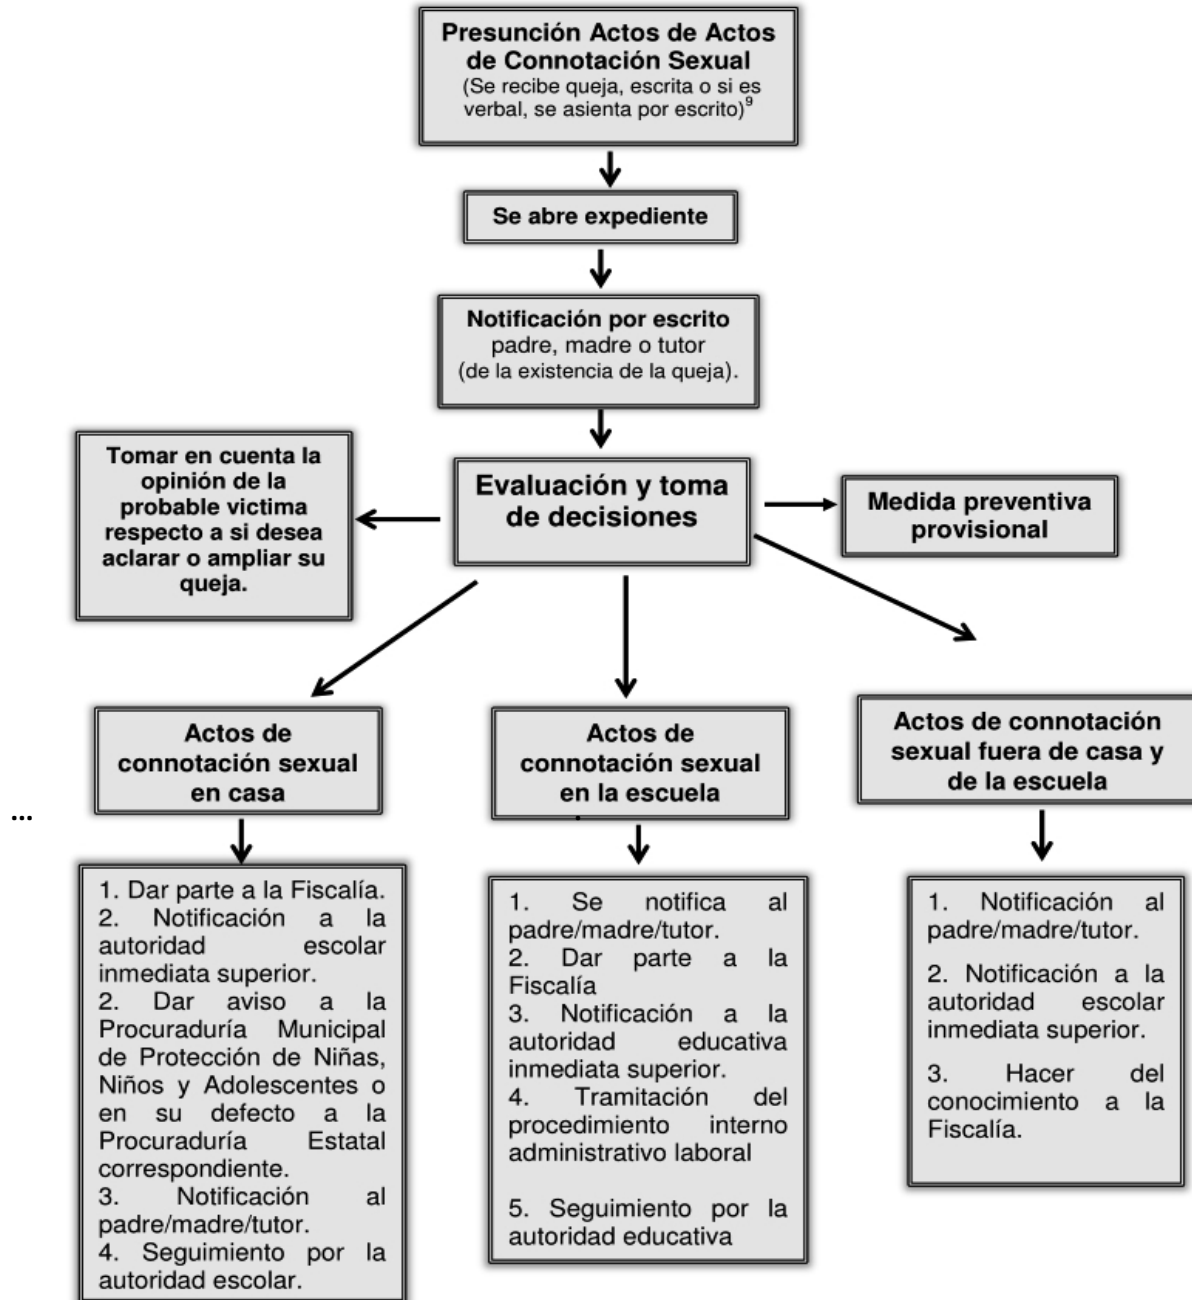 Presunción Actos de Actos
de Connotación Sexual
(Se recibe queja, escrita o si es
verbal, se asienta por escrito)⁹
Se abre expediente
Notificación por escrito
padre, madre o tutor
(de la existencia de la queja).
Tomar en cuenta la
opinión de la
probable victima
respecto a si desea
aclarar o ampliar su
queja.
Evaluación y toma
de decisiones
Medida preventiva
provisional
Actos de
connotación sexual
en casa
Actos de
connotación sexual
en la escuela
Actos de connotación
sexual fuera de casa y
de la escuela
...
1. Dar parte a la Fiscalía.
2. Notificación a la
autoridad escolar
inmediata superior.
2. Dar aviso a la
Procuraduría Municipal
de Protección de Niñas,
Niños y Adolescentes o
en su defecto a la
Procuraduría Estatal
correspondiente.
3. Notificación al
padre/madre/tutor.
4. Seguimiento por la
autoridad escolar.
1. Se notifica al
padre/madre/tutor.
2. Dar parte a la
Fiscalía
3. Notificación a la
autoridad educativa
inmediata superior.
4. Tramitación del
procedimiento interno
administrativo laboral
5. Seguimiento por la
autoridad educativa
1. Notificación al
padre/madre/tutor.
2. Notificación a la
autoridad escolar
inmediata superior.
3. Hacer del
conocimiento a la
Fiscalía.